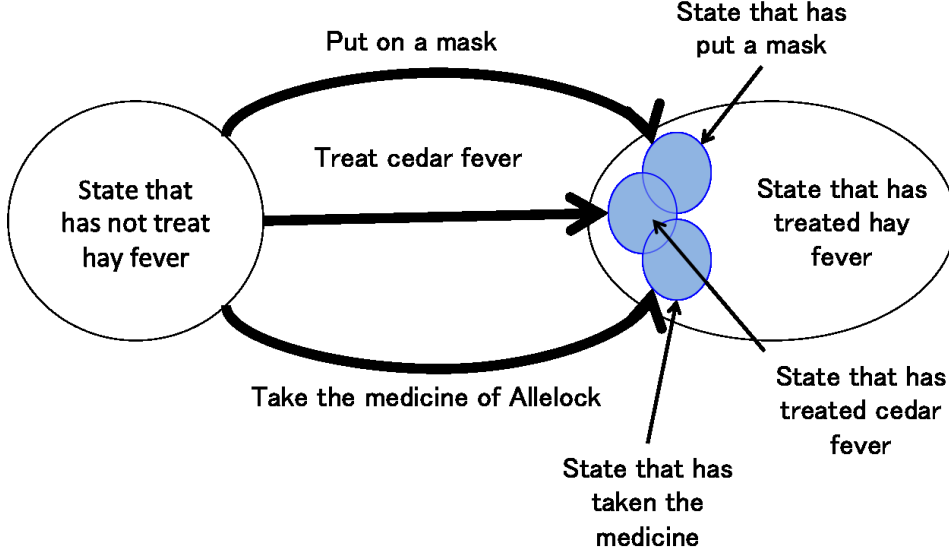 State that has
put a mask
Put on a mask
Treat cedar fever
State that
has not treat
hay fever
State that has
treated hay
fever
Take the medicine of Allelock
State that has
treated cedar
fever
State that has
taken the
medicine